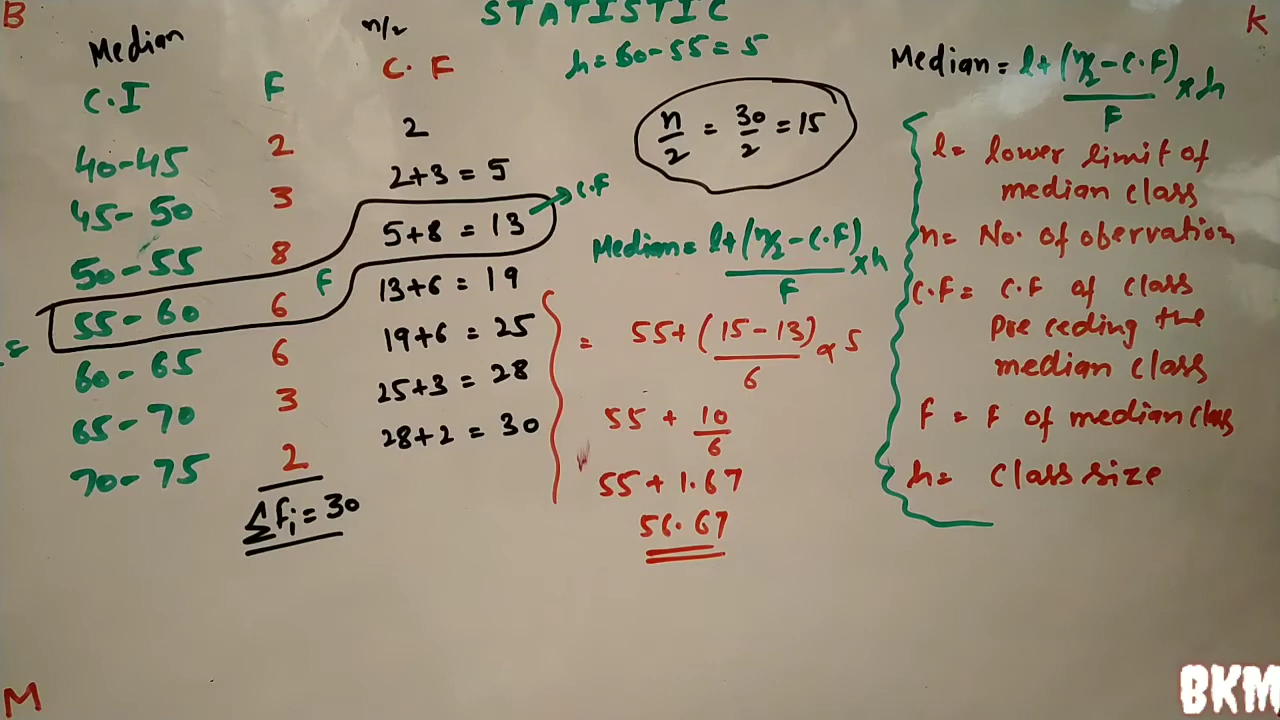 B
STATISTIC
K
Median
C.I F
40-45 2
45-50 3
50-55 8
55-60 6
60-65 6
65-70 3
70-75 2
Σfi = 30
F
n/2
C.F
2
2+3 = 5
5+8 = 13 → C.F
13+6 = 19
19+6 = 25
25+3 = 28
28+2 = 30
h = 60-55 = 5
n/2 = 30/2 = 15
Median = l+(n/2-C.F)/F ×h
= 55+(15-13)/6 ×5
55 + 10/6
55+1.67
56.67
Median = l+(n/2-C.F)/F ×h
l = lower limit of
median class
n = No. of obervation
C.F = C.F of class
Preceding the
median class
F = F of median class
h = Class size
M
BKM